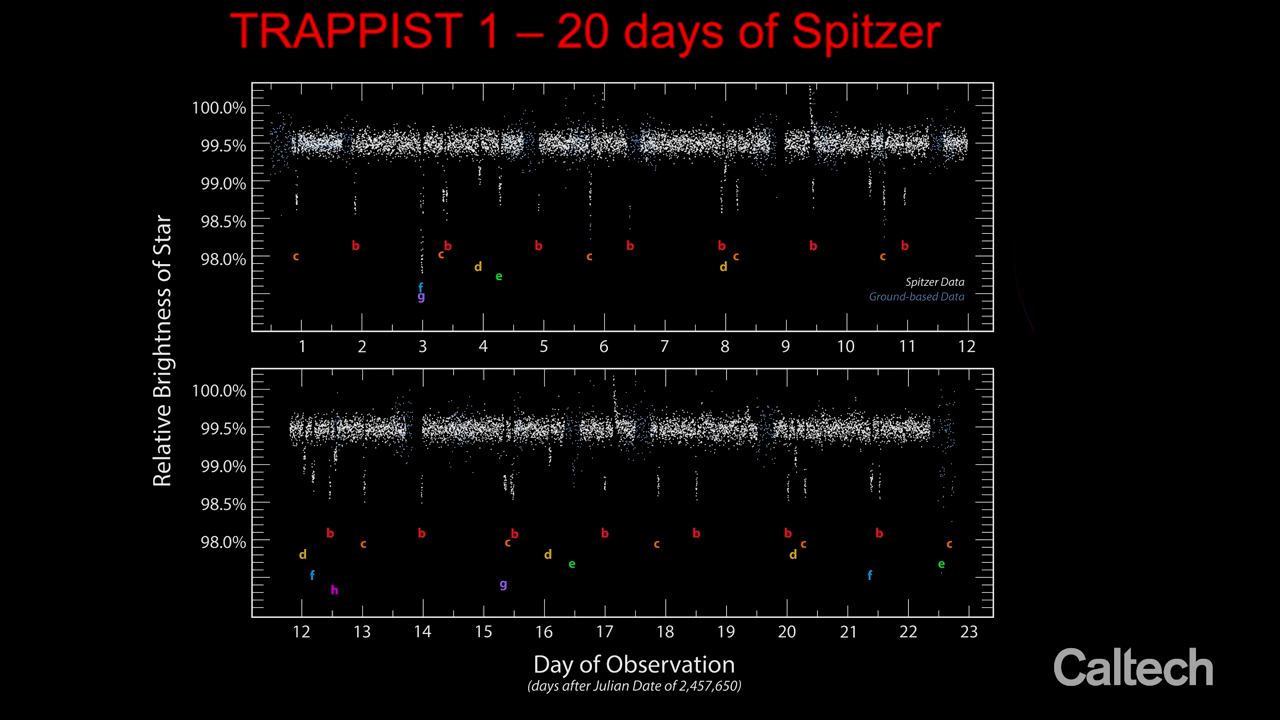 TRAPPIST 1 – 20 days of Spitzer
Relative Brightness of Star
100.0%
99.5%
99.0%
98.5%
98.0%
c b f g c b d e b c b b d c b c b
Spitzer Data
Ground-based Data
1 2 3 4 5 6 7 8 9 10 11 12
100.0%
99.5%
99.0%
98.5%
98.0%
d f b h c b g c b d e b c b b d c f b e c
12 13 14 15 16 17 18 19 20 21 22 23
Day of Observation
(days after Julian Date of 2,457,650)
Caltech